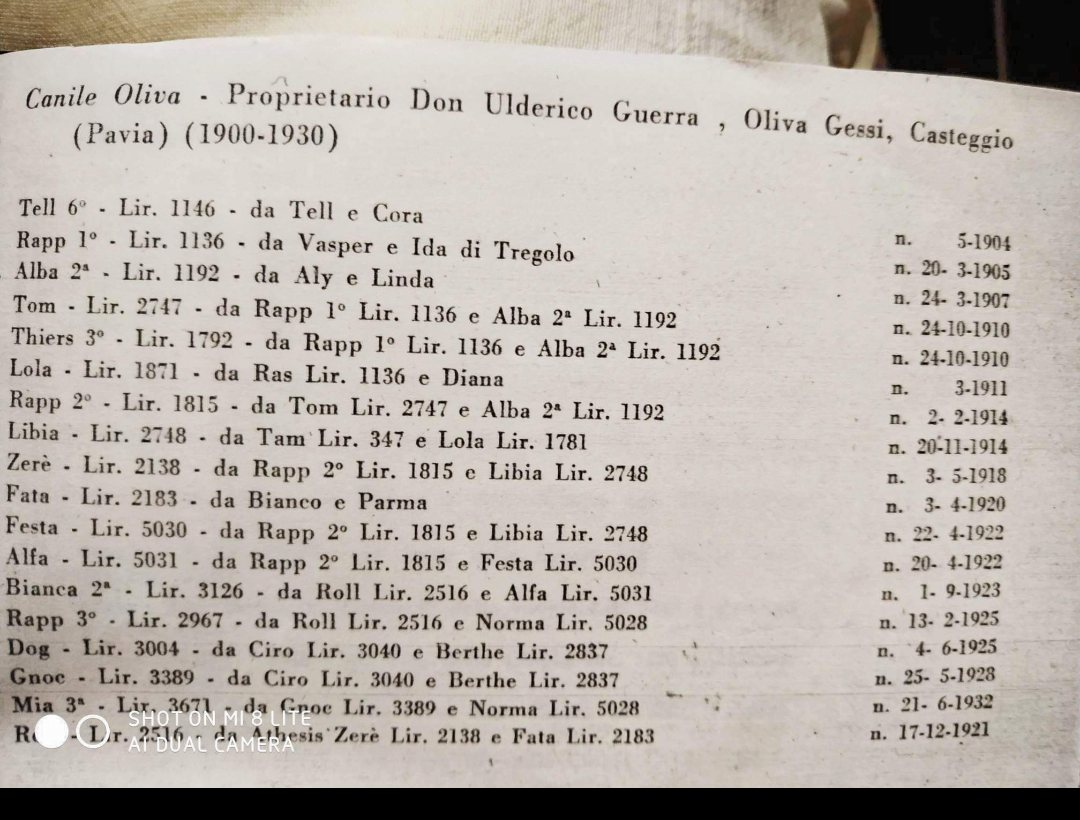 Canile Oliva - Proprietario Don Ulderico Guerra , Oliva Gessi, Casteggio
(Pavia) (1900-1930)
Tell 6° - Lir. 1146 - da Tell e Cora n. 5-1904
Rapp 1° - Lir. 1136 - da Vasper e Ida di Tregolo n. 20- 3-1905
Alba 2ª - Lir. 1192 - da Aly e Linda n. 24- 3-1907
Tom - Lir. 2747 - da Rapp 1° Lir. 1136 e Alba 2ª Lir. 1192 n. 24-10-1910
Thiers 3° - Lir. 1792 - da Rapp 1° Lir. 1136 e Alba 2ª Lir. 1192 n. 24-10-1910
Lola - Lir. 1871 - da Ras Lir. 1136 e Diana n. 3-1911
Rapp 2° - Lir. 1815 - da Tom Lir. 2747 e Alba 2ª Lir. 1192 n. 2- 2-1914
Libia - Lir. 2748 - da Tam Lir. 347 e Lola Lir. 1781 n. 20-11-1914
Zerè - Lir. 2138 - da Rapp 2° Lir. 1815 e Libia Lir. 2748 n. 3- 5-1918
Fata - Lir. 2183 - da Bianco e Parma n. 3- 4-1920
Festa - Lir. 5030 - da Rapp 2° Lir. 1815 e Libia Lir. 2748 n. 22- 4-1922
Alfa - Lir. 5031 - da Rapp 2° Lir. 1815 e Festa Lir. 5030 n. 20- 4-1922
Bianca 2ª - Lir. 3126 - da Roll Lir. 2516 e Alfa Lir. 5031 n. 1- 9-1923
Rapp 3° - Lir. 2967 - da Roll Lir. 2516 e Norma Lir. 5028 n. 13- 2-1925
Dog - Lir. 3004 - da Ciro Lir. 3040 e Berthe Lir. 2837 n. 4- 6-1925
Gnoc - Lir. 3389 - da Ciro Lir. 3040 e Berthe Lir. 2837 n. 25- 5-1928
Mia 3ª - Lir. 3671 - da Gnoc Lir. 3389 e Norma Lir. 5028 n. 21- 6-1932
- Lir. 2516 - da Athesis Zerè Lir. 2138 e Fata Lir. 2183 n. 17-12-1921
SHOT ON MI 8 LITE
AI DUAL CAMERA